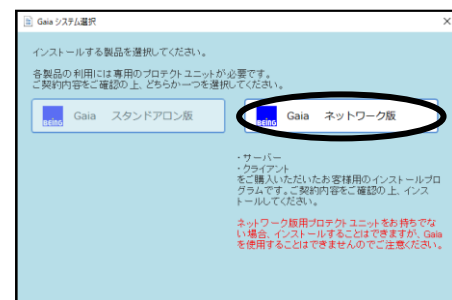 Gaia システム選択
インストールする製品を選択してください。
各製品の利用には専用のプロテクトユニットが必要です。
ご契約内容をご確認の上、どちらか一つを選択してください。
BEING Gaia スタンドアロン版
BEING Gaia ネットワーク版
・サーバー
・クライアント
をご購入いただいたお客様用のインストールプロ
グラムです。ご契約内容をご確認の上、インス
トールしてください。
ネットワーク版用プロテクトユニットをお持ちでな
い場合、インストールすることはできますが、Gaia
を使用することはできませんのでご注意ください。